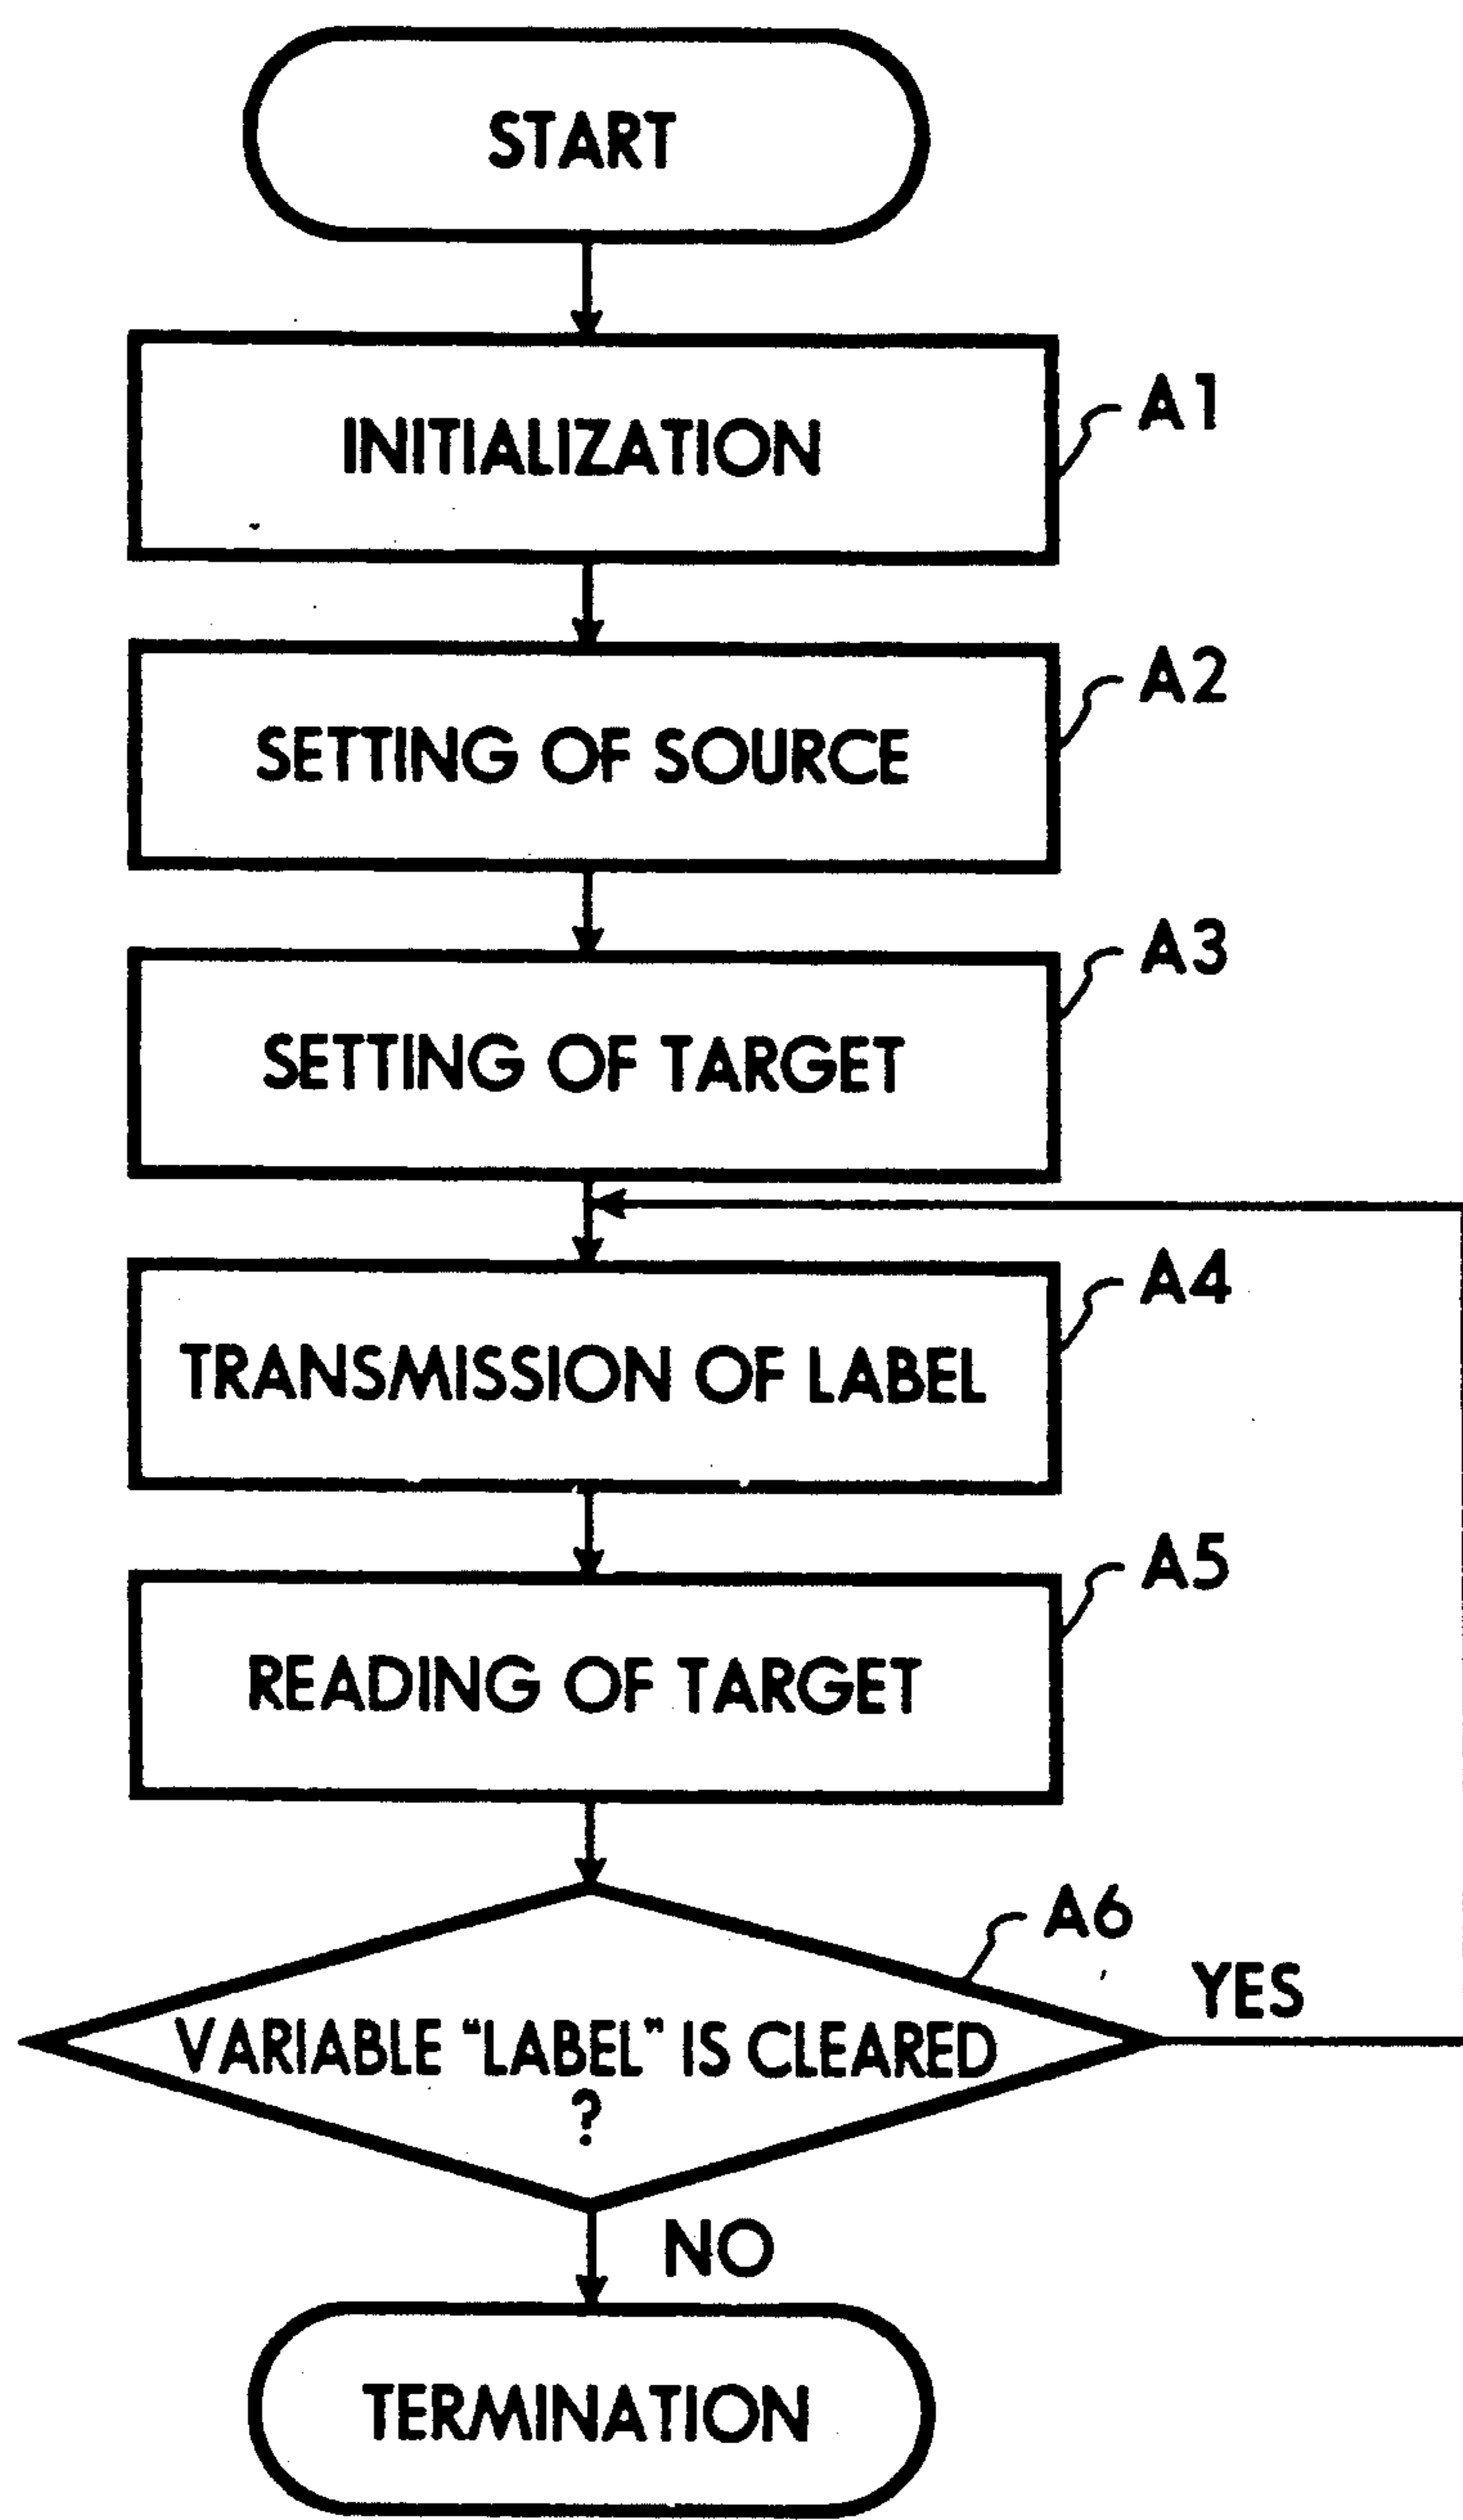 START
INITIALIZATION
A1
SETTING OF SOURCE
A2
SETTING OF TARGET
A3
TRANSMISSION OF LABEL
A4
READING OF TARGET
A5
A6
VARIABLE "LABEL" IS CLEARED
?
YES
NO
TERMINATION